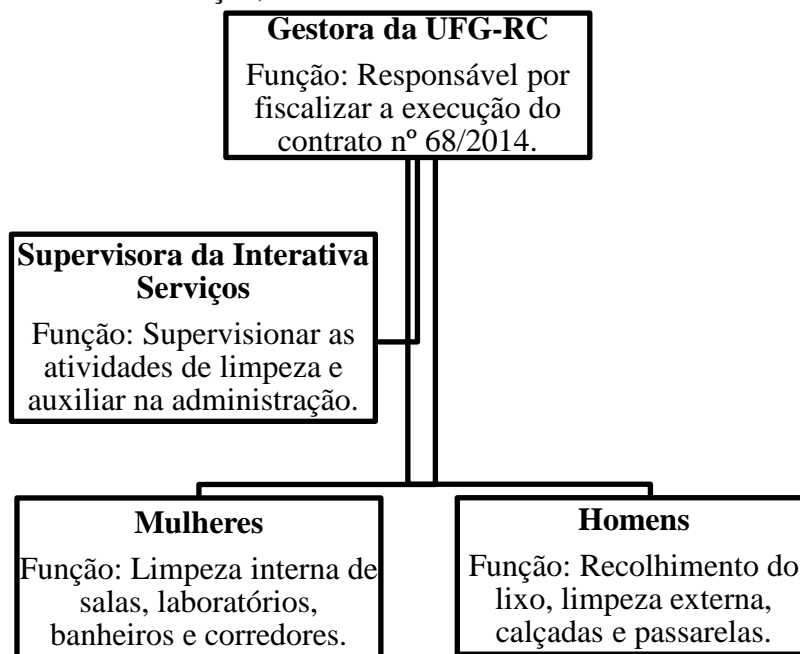 Gestora da UFG-RC
Função: Responsável por
fiscalizar a execução do
contrato nº 68/2014.
Supervisora da Interativa
Serviços
Função: Supervisionar as
atividades de limpeza e
auxiliar na administração.
Mulheres
Função: Limpeza interna de
salas, laboratórios,
banheiros e corredores.
Homens
Função: Recolhimento do
lixo, limpeza externa,
calçadas e passarelas.